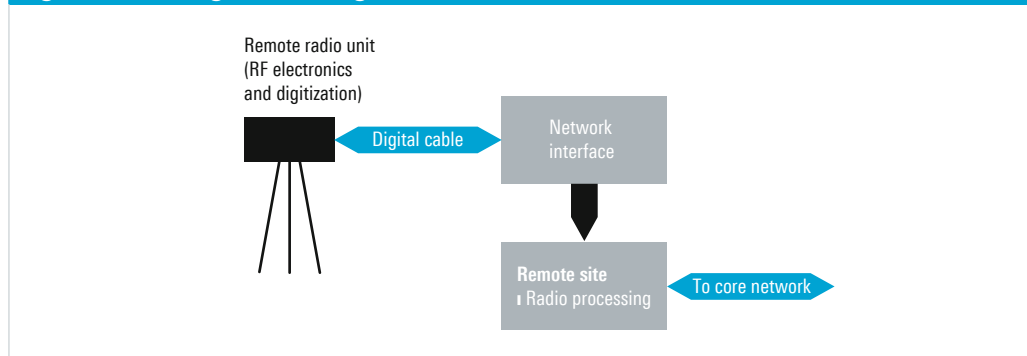 Remote radio unit
(RF electronics
and digitization)
Digital cable
Network
interface
Remote site
Radio processing
To core network